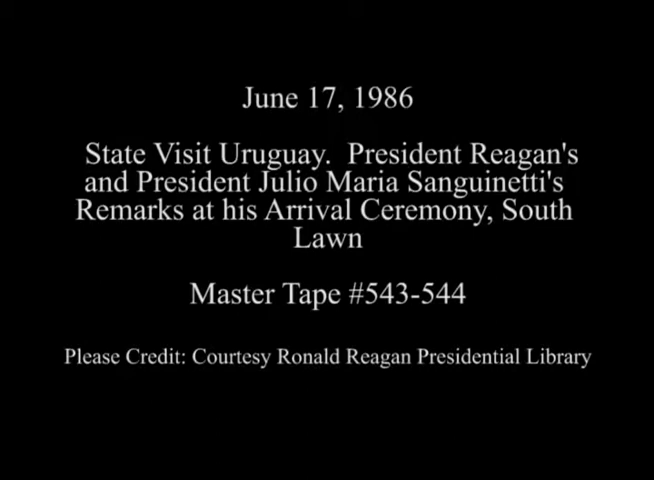 June 17, 1986
State Visit Uruguay. President Reagan's
and President Julio Maria Sanguinetti's
Remarks at his Arrival Ceremony, South
Lawn
Master Tape #543-544
Please Credit: Courtesy Ronald Reagan Presidential Library